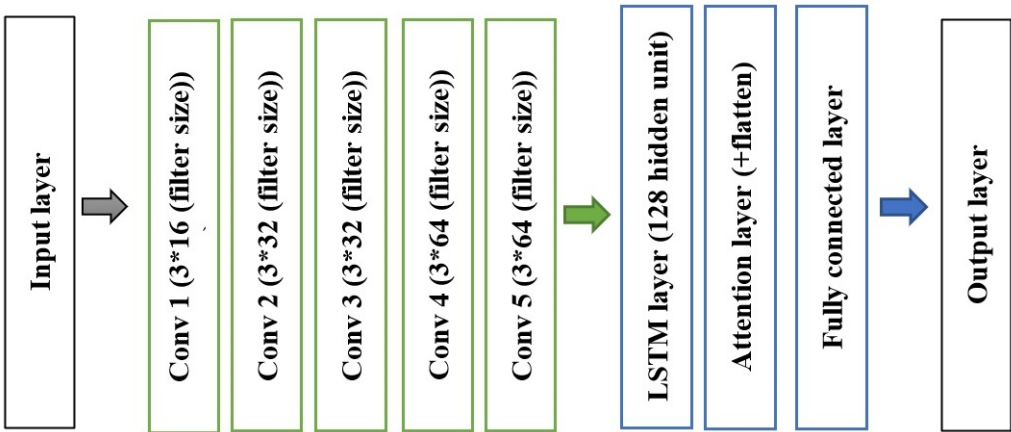 Input layer
Conv 1 (3*16 (filter size))
Conv 2 (3*32 (filter size))
Conv 3 (3*32 (filter size))
Conv 4 (3*64 (filter size))
Conv 5 (3*64 (filter size))
LSTM layer (128 hidden unit)
Attention layer (+flatten)
Fully connected layer
Output layer